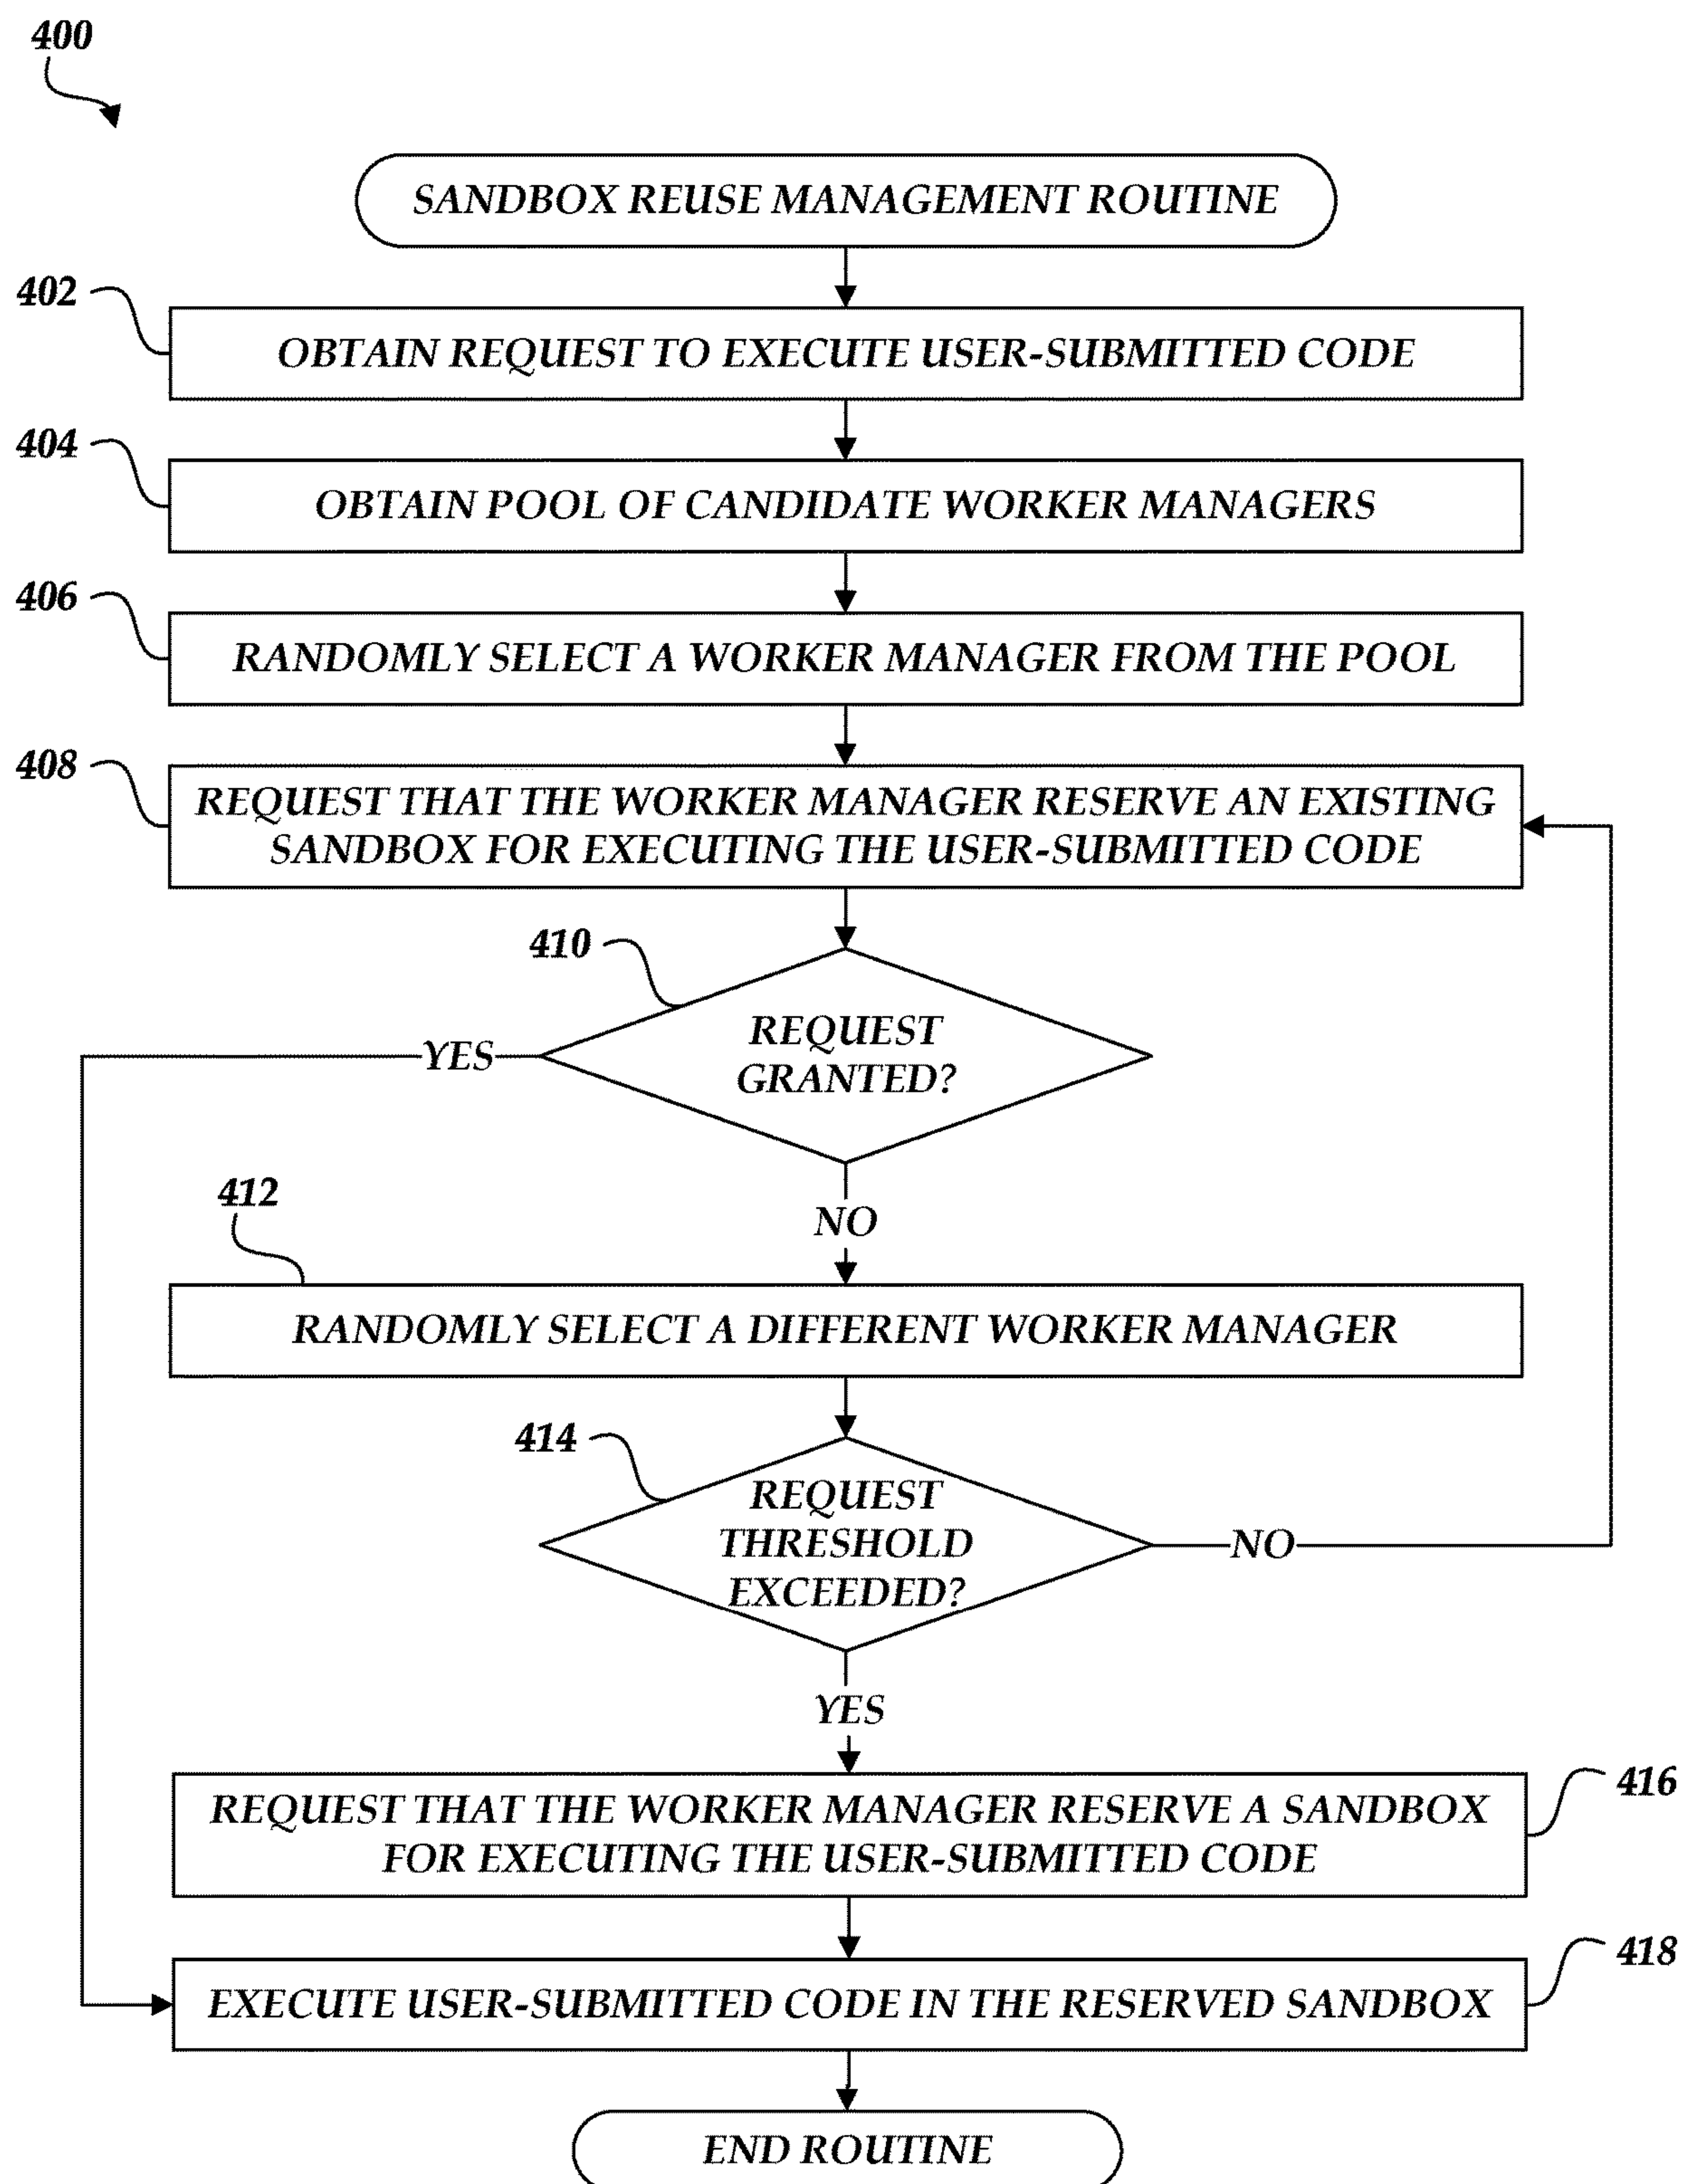 400
SANDBOX REUSE MANAGEMENT ROUTINE
402
OBTAIN REQUEST TO EXECUTE USER-SUBMITTED CODE
404
OBTAIN POOL OF CANDIDATE WORKER MANAGERS
406
RANDOMLY SELECT A WORKER MANAGER FROM THE POOL
408
REQUEST THAT THE WORKER MANAGER RESERVE AN EXISTING
SANDBOX FOR EXECUTING THE USER-SUBMITTED CODE
410
REQUEST
GRANTED?
YES
NO
412
RANDOMLY SELECT A DIFFERENT WORKER MANAGER
414
REQUEST
THRESHOLD
EXCEEDED?
NO
YES
416
REQUEST THAT THE WORKER MANAGER RESERVE A SANDBOX
FOR EXECUTING THE USER-SUBMITTED CODE
418
EXECUTE USER-SUBMITTED CODE IN THE RESERVED SANDBOX
END ROUTINE